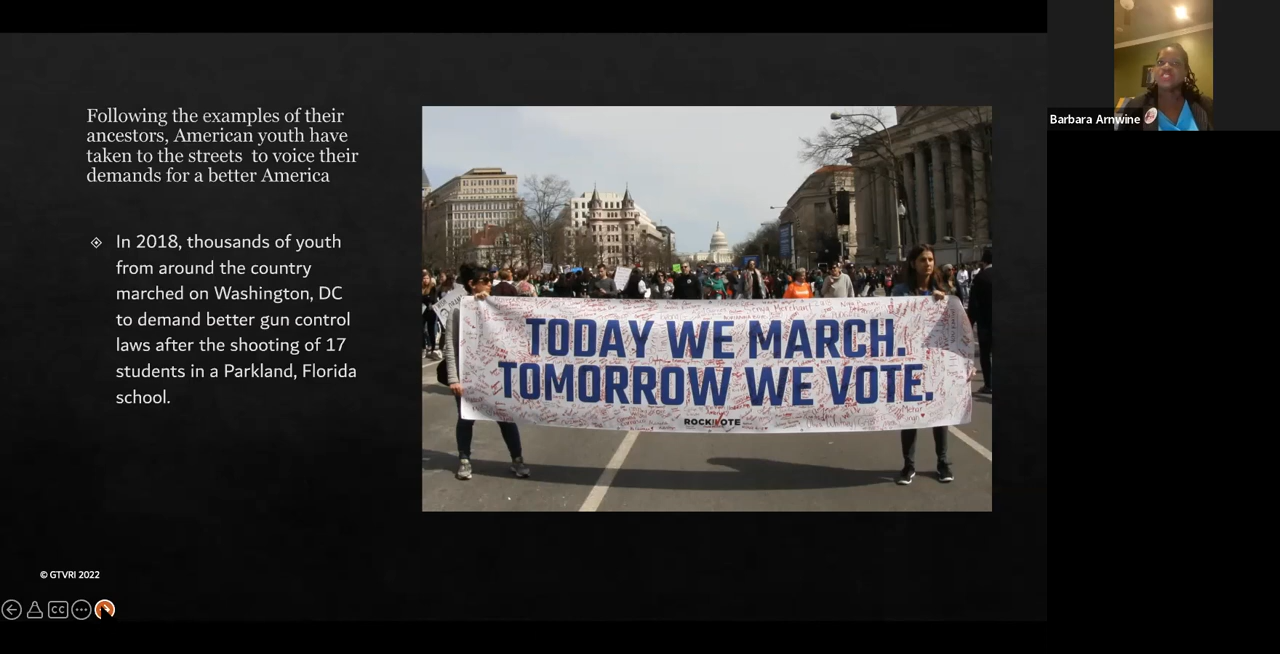 Following the examples of their
ancestors, American youth have
taken to the streets to voice their
demands for a better America
In 2018, thousands of youth
from around the country
marched on Washington, DC
to demand better gun control
laws after the shooting of 17
students in a Parkland, Florida
school.
TODAY WE MARCH.
TOMORROW WE VOTE.
ROCK VOTE
© GTVRI 2022
CC
Barbara Arnwine